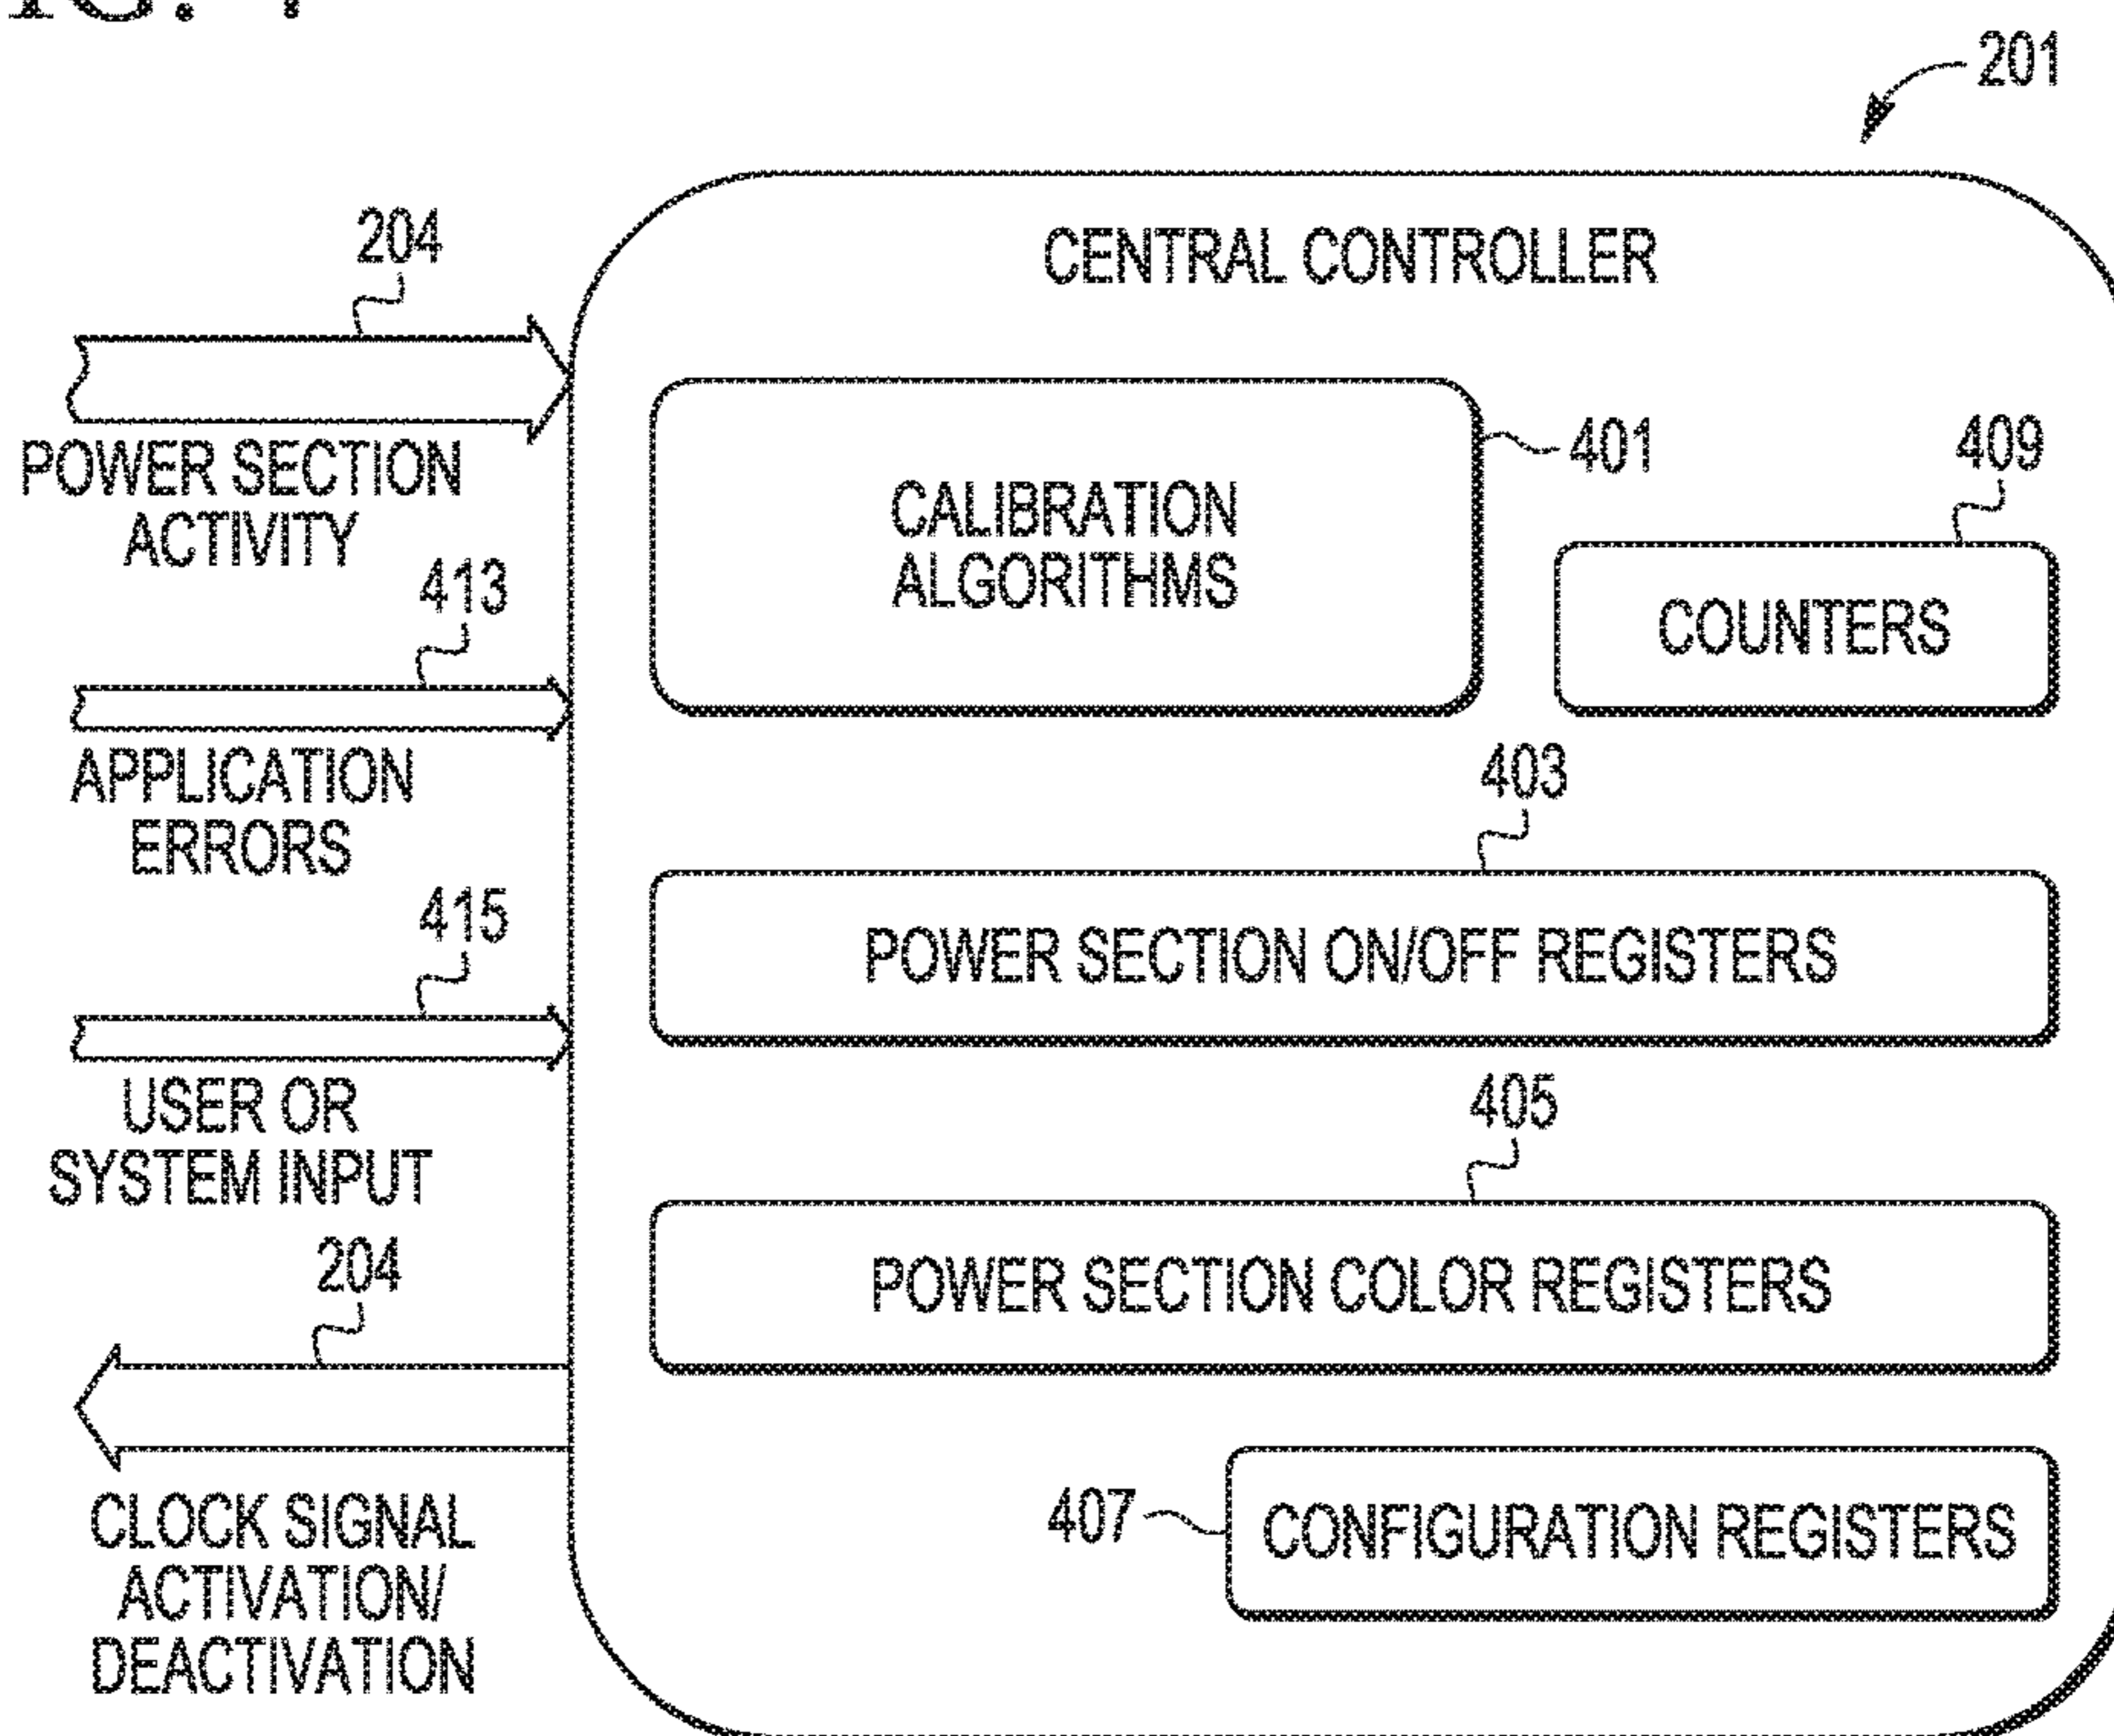 201
204
CENTRAL CONTROLLER
POWER SECTION
ACTIVITY
401
409
CALIBRATION
ALGORITHMS
COUNTERS
413
APPLICATION
ERRORS
403
POWER SECTION ON/OFF REGISTERS
415
USER OR
SYSTEM INPUT
405
POWER SECTION COLOR REGISTERS
204
CLOCK SIGNAL
ACTIVATION/
DEACTIVATION
407
CONFIGURATION REGISTERS